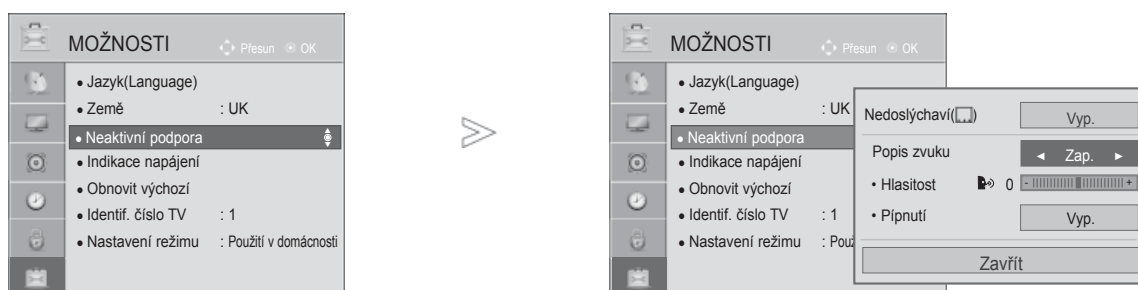 MOŽNOSTI Přesun OK
• Jazyk(Language)
• Země : UK
• Neaktivní podpora
• Indikace napájení
• Obnovit výchozí
• Identif. číslo TV : 1
• Nastavení režimu : Použití v domácnosti
MOŽNOSTI Přesun OK
• Jazyk(Language)
• Země : UK
• Neaktivní podpora
• Indikace napájení
• Obnovit výchozí
• Identif. číslo TV : 1
• Nastavení režimu : Použ
Nedoslýchaví( ) Vyp.
Popis zvuku ◄ Zap. ►
• Hlasitost 0 - +
• Pípnutí Vyp.
Zavřít